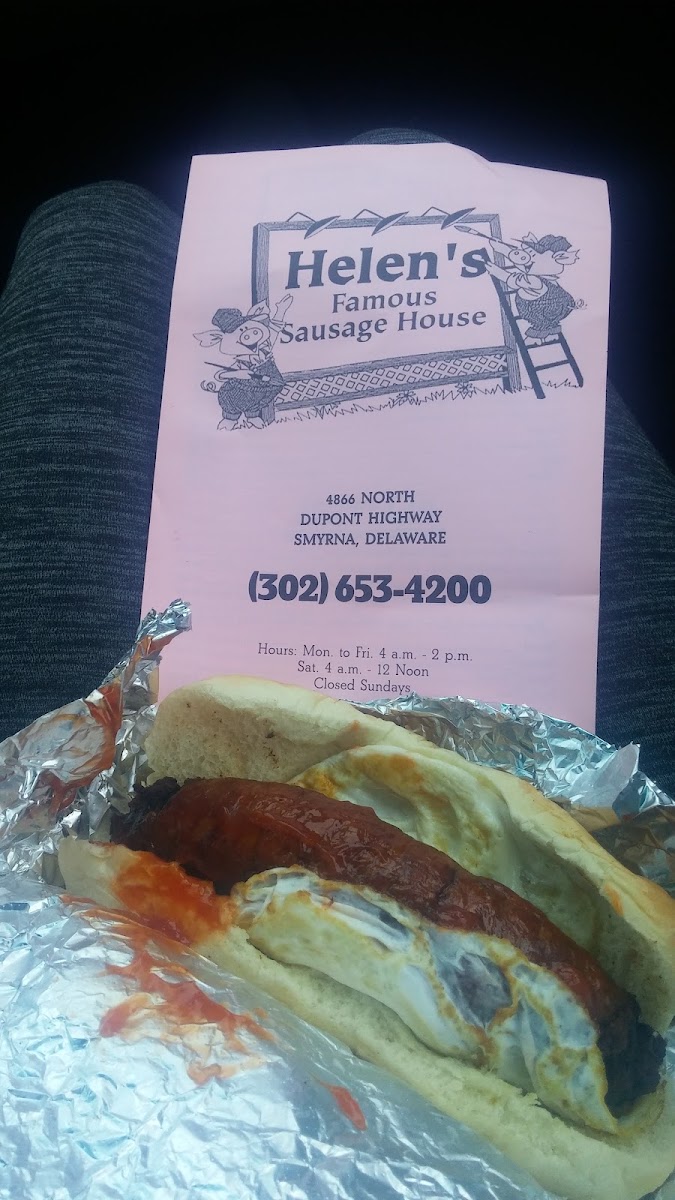 Helen's
Famous
Sausage House
4866 NORTH
DUPONT HIGHWAY
SMYRNA, DELAWARE
(302) 653-4200
Hours: Mon. to Fri. 4 a.m. - 2 p.m.
Sat. 4 a.m. - 12 Noon
Closed Sundays